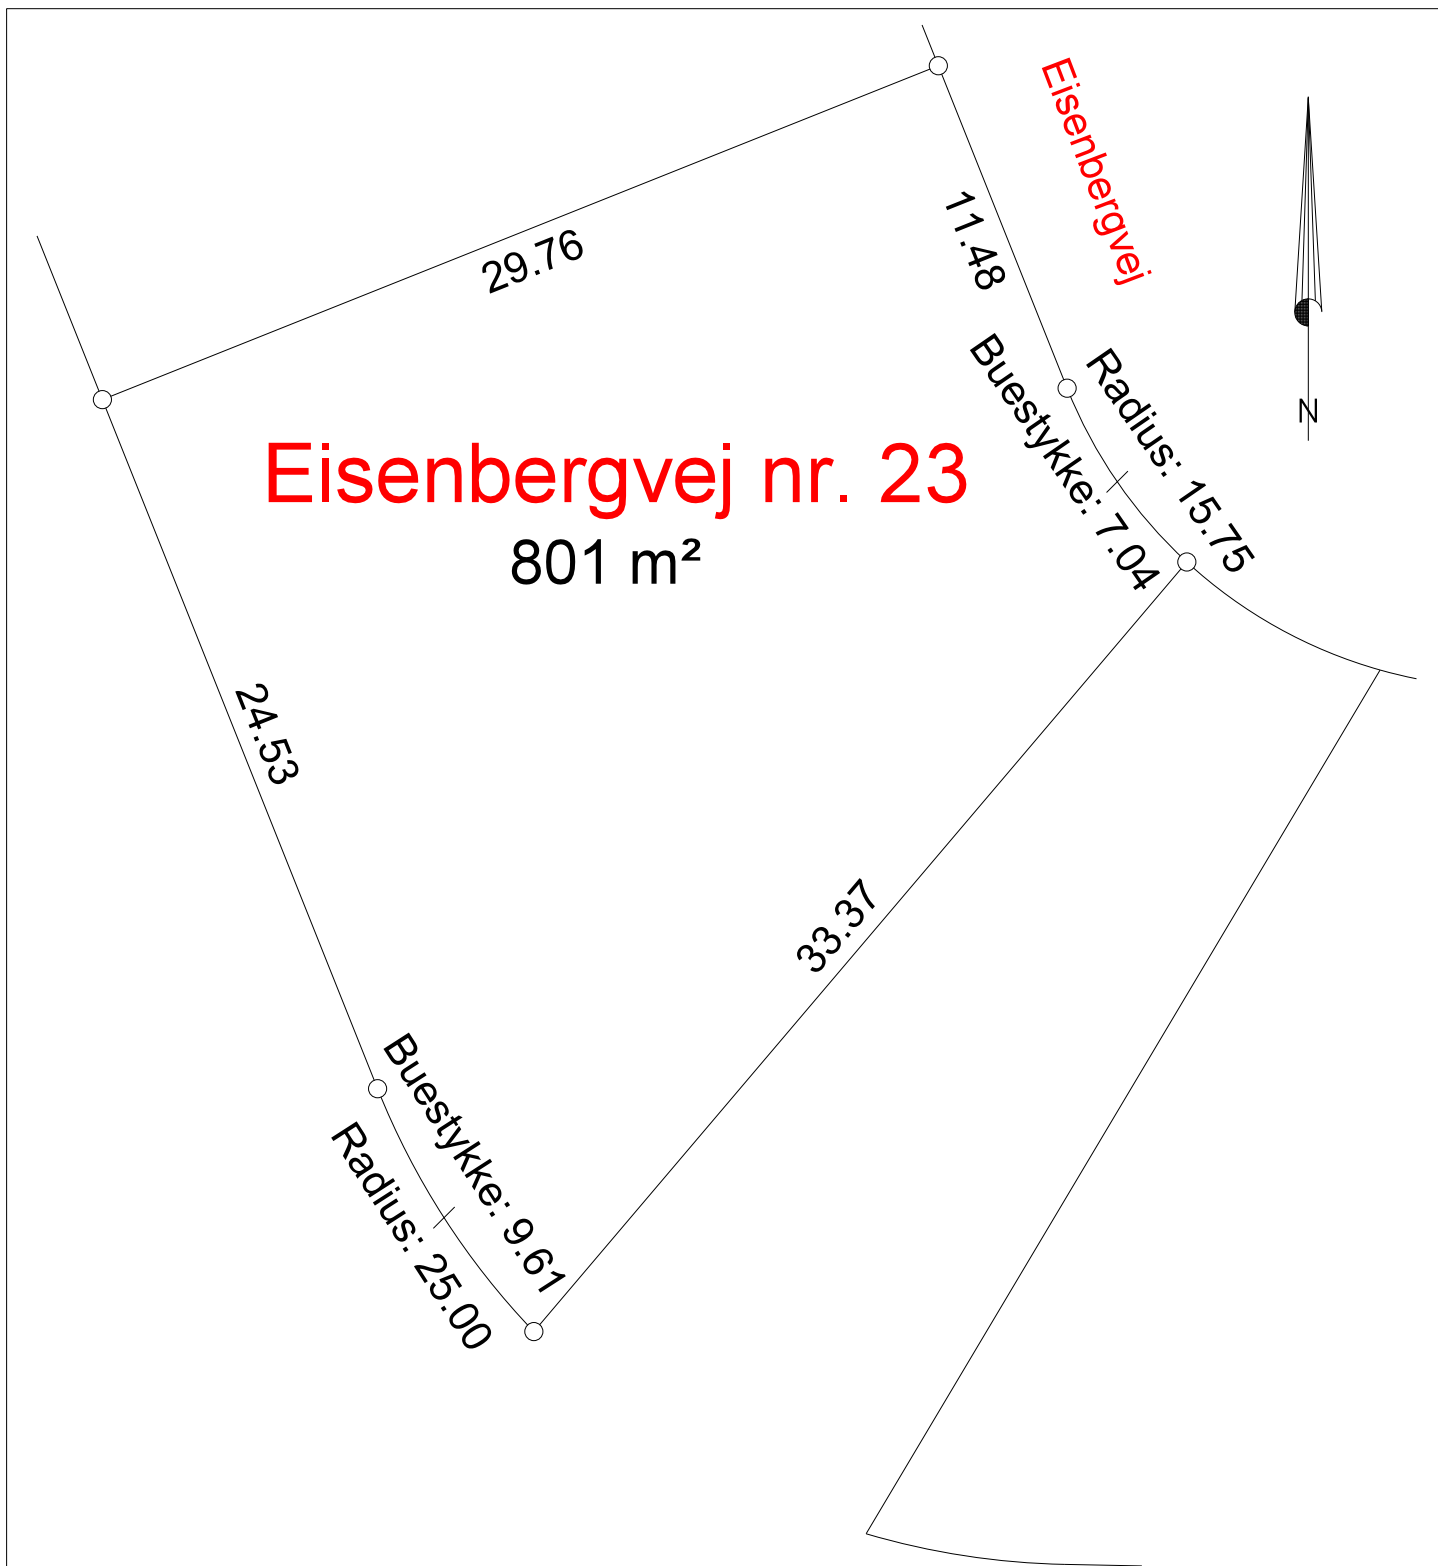 Eisenbergvej
11.48
29.76
N
Radius: 15.75
Buestykke: 7.04
Eisenbergvej nr. 23
801 m²
24.53
33.37
Buestykke: 9.61
Radius: 25.00